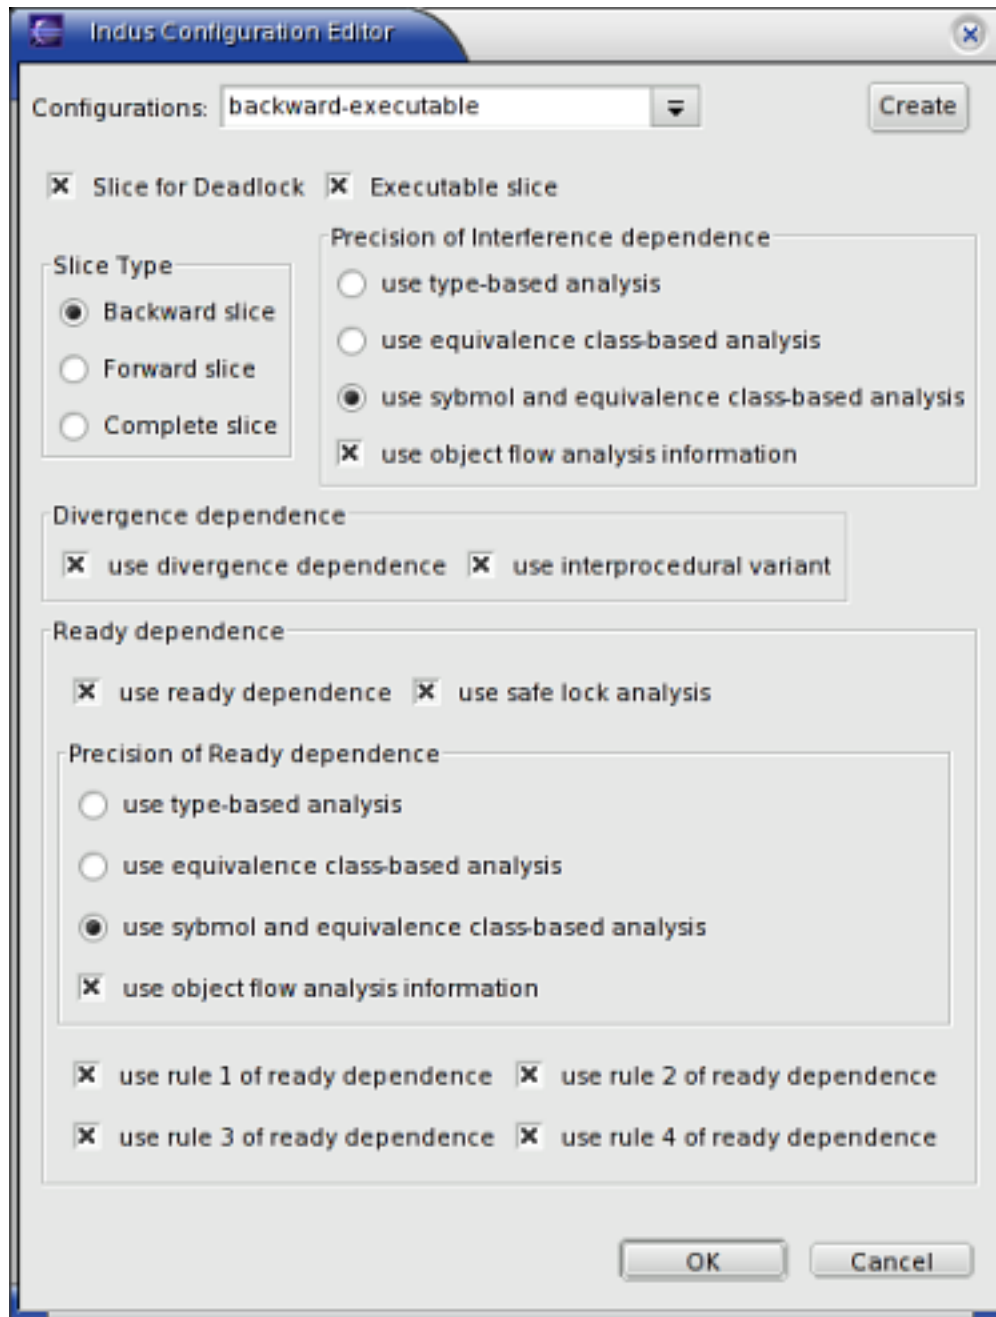 Indus Configuration Editor
Configurations: backward-executable Create
Slice for Deadlock Executable slice
Slice Type
Backward slice
Forward slice
Complete slice
Precision of Interference dependence
use type-based analysis
use equivalence class-based analysis
use sybmol and equivalence class-based analysis
use object flow analysis information
Divergence dependence
use divergence dependence use interprocedural variant
Ready dependence
use ready dependence use safe lock analysis
Precision of Ready dependence
use type-based analysis
use equivalence class-based analysis
use sybmol and equivalence class-based analysis
use object flow analysis information
use rule 1 of ready dependence use rule 2 of ready dependence
use rule 3 of ready dependence use rule 4 of ready dependence
OK Cancel